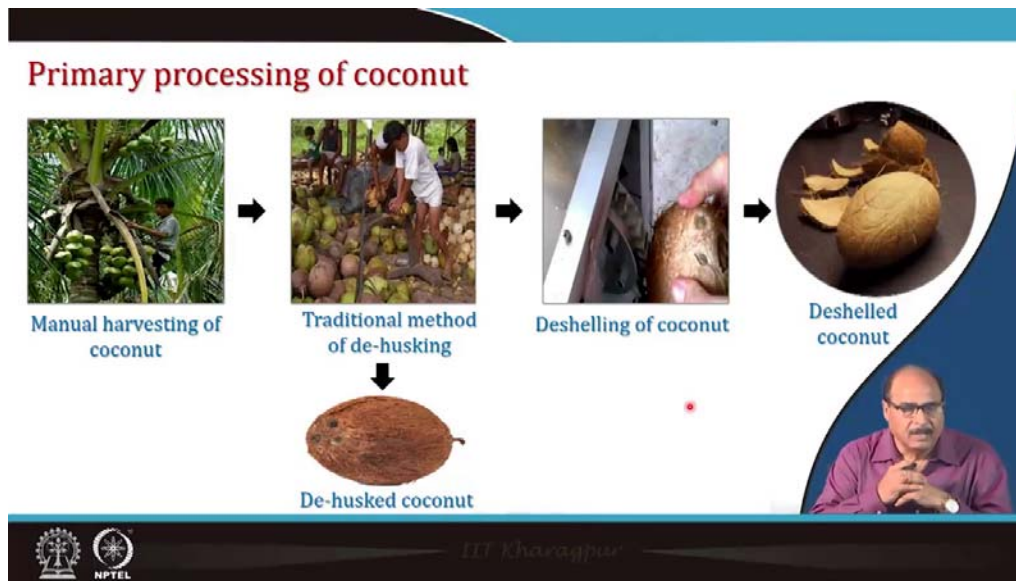 Primary processing of coconut
Manual harvesting of
coconut
Traditional method
of de-husking
Deshelling of coconut
Deshelled
coconut
De-husked coconut
NPTEL
IIT Kharagpur